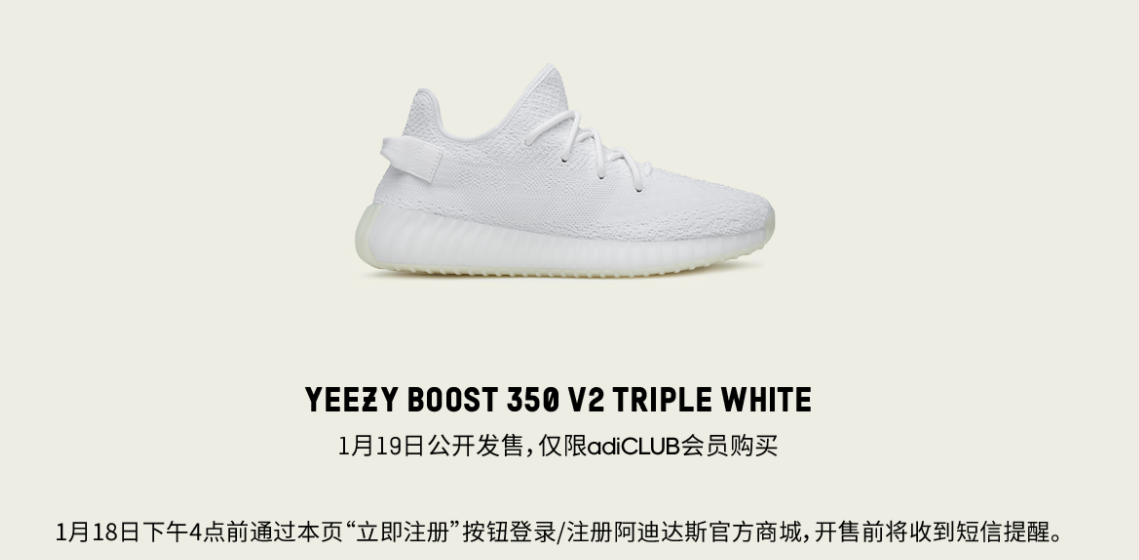 YEEZY BOOST 350 V2 TRIPLE WHITE
1月19日公开发售，仅限adiCLUB会员购买
1月18日下午4点前通过本页“立即注册”按钮登录/注册阿迪达斯官方商城，开售前将收到短信提醒。